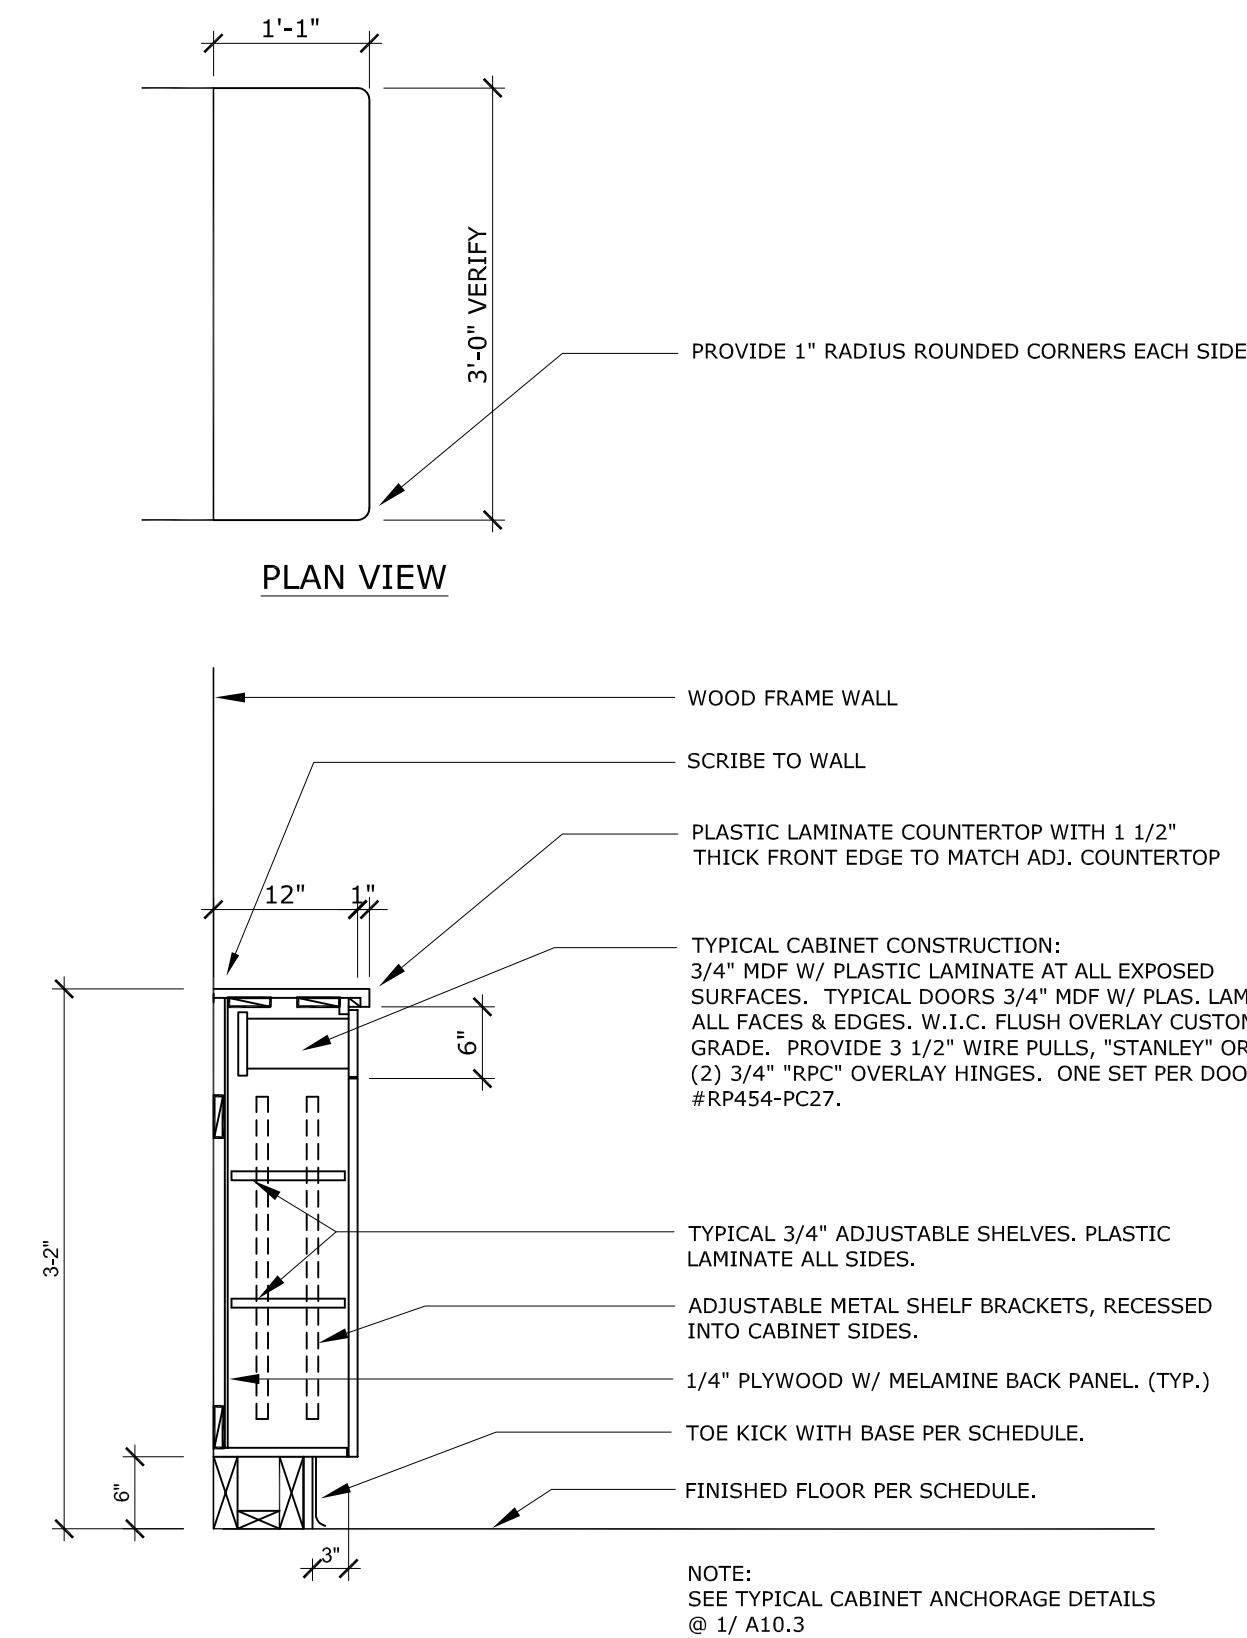 1'-1"
3'-0" VERIFY
PROVIDE 1" RADIUS ROUNDED CORNERS EACH SIDE
PLAN VIEW
WOOD FRAME WALL
SCRIBE TO WALL
PLASTIC LAMINATE COUNTERTOP WITH 1 1/2"
THICK FRONT EDGE TO MATCH ADJ. COUNTERTOP
12"
1"
TYPICAL CABINET CONSTRUCTION:
3/4" MDF W/ PLASTIC LAMINATE AT ALL EXPOSED
SURFACES. TYPICAL DOORS 3/4" MDF W/ PLAS. LAM
ALL FACES & EDGES. W.I.C. FLUSH OVERLAY CUSTOM
GRADE. PROVIDE 3 1/2" WIRE PULLS, "STANLEY" OR
(2) 3/4" "RPC" OVERLAY HINGES. ONE SET PER DOO
#RP454-PC27.
6"
3-2"
TYPICAL 3/4" ADJUSTABLE SHELVES. PLASTIC
LAMINATE ALL SIDES.
ADJUSTABLE METAL SHELF BRACKETS, RECESSED
INTO CABINET SIDES.
1/4" PLYWOOD W/ MELAMINE BACK PANEL. (TYP.)
TOE KICK WITH BASE PER SCHEDULE.
6"
FINISHED FLOOR PER SCHEDULE.
3"
NOTE:
SEE TYPICAL CABINET ANCHORAGE DETAILS
@ 1/ A10.3